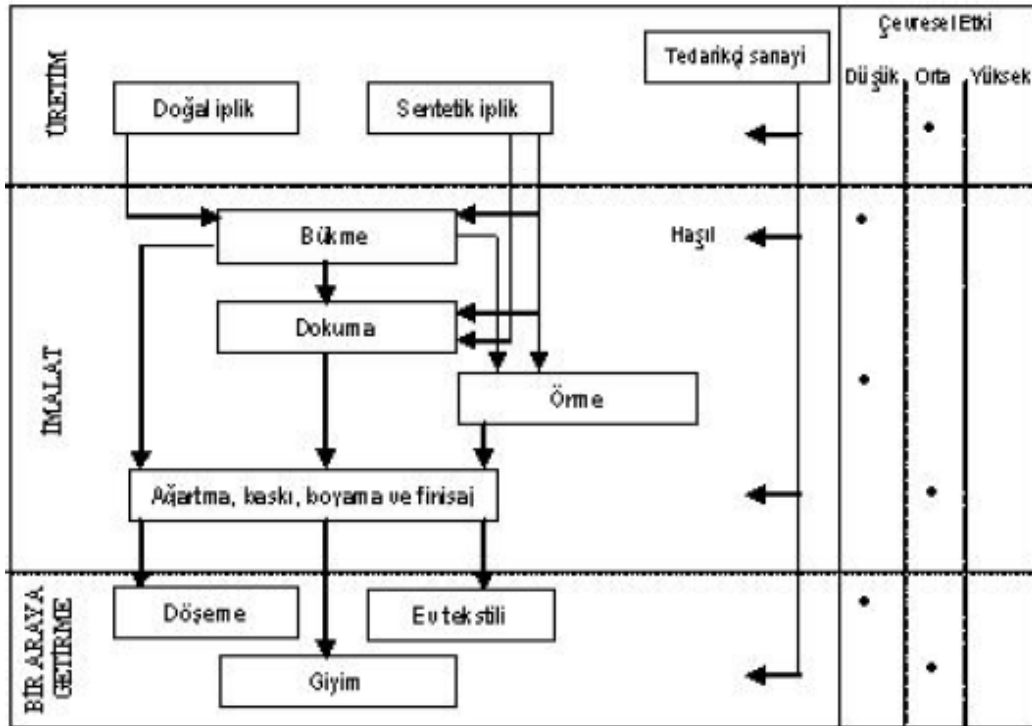 Çevresel Etki
Düşük Orta Yüksek
Tedarikçi sanayi
ÜRETİM
Doğal iplik
Sentetik iplik
İMALAT
Bükme
Haşıl
Dokuma
Örme
Ağartma, baskı, boyama ve finisaj
BİR ARAYA
GETİRME
Döşeme
Ev tekstili
Giyim